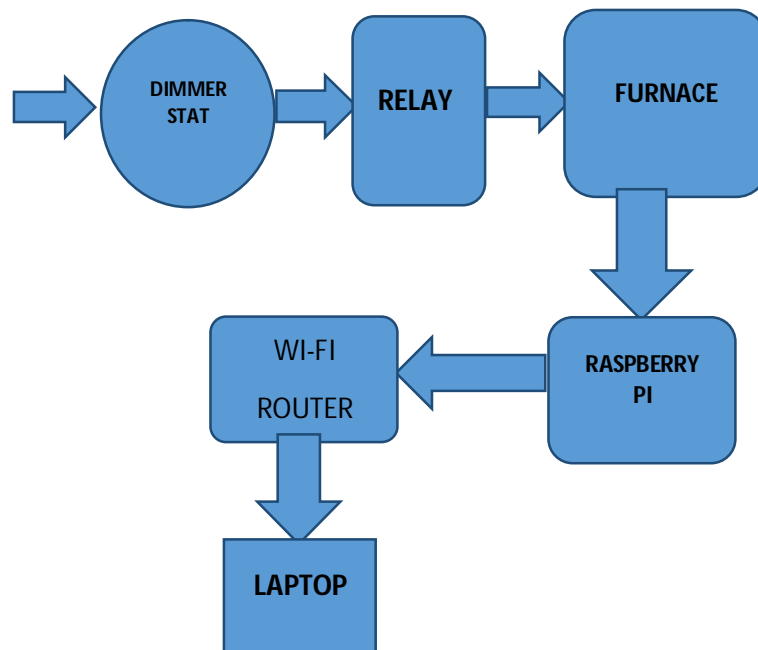 DIMMER
STAT
RELAY
FURNACE
WI-FI
ROUTER
RASPBERRY
PI
LAPTOP